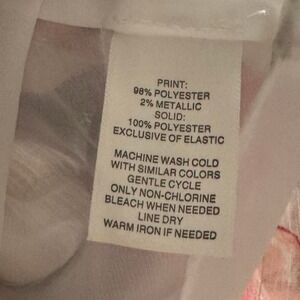 PRINT:
98% POLYESTER
2% METALLIC
SOLID:
100% POLYESTER
EXCLUSIVE OF ELASTIC
MACHINE WASH COLD
WITH SIMILAR COLORS
GENTLE CYCLE
ONLY NON-CHLORINE
BLEACH WHEN NEEDED
LINE DRY
WARM IRON IF NEEDED